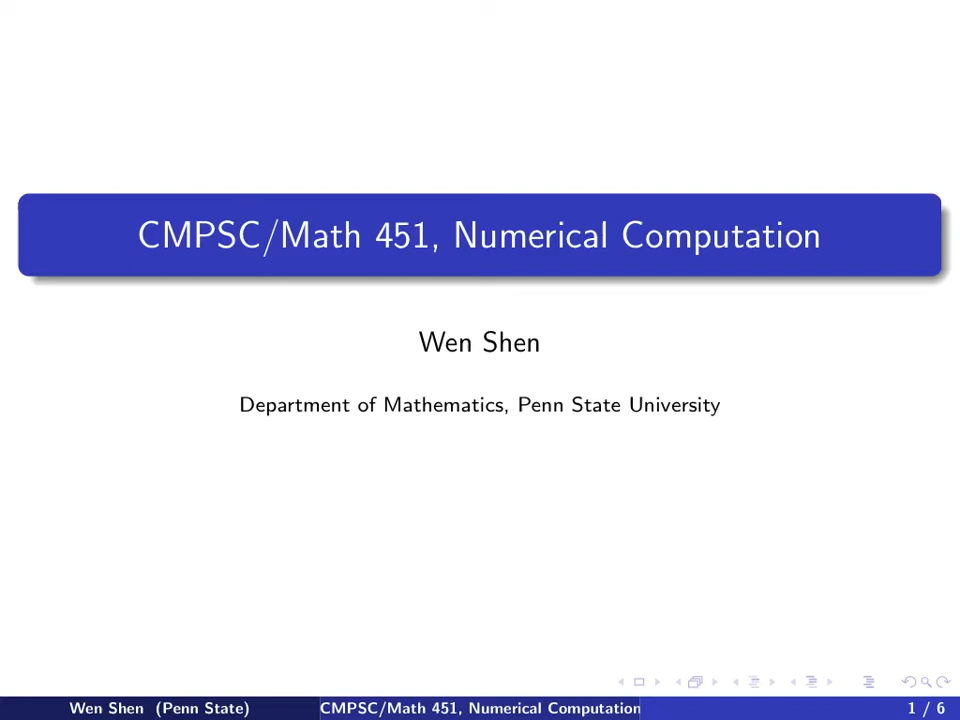 CMPSC/Math 451, Numerical Computation
Wen Shen
Department of Mathematics, Penn State University
Wen Shen (Penn State) CMPSC/Math 451, Numerical Computation 1 / 6